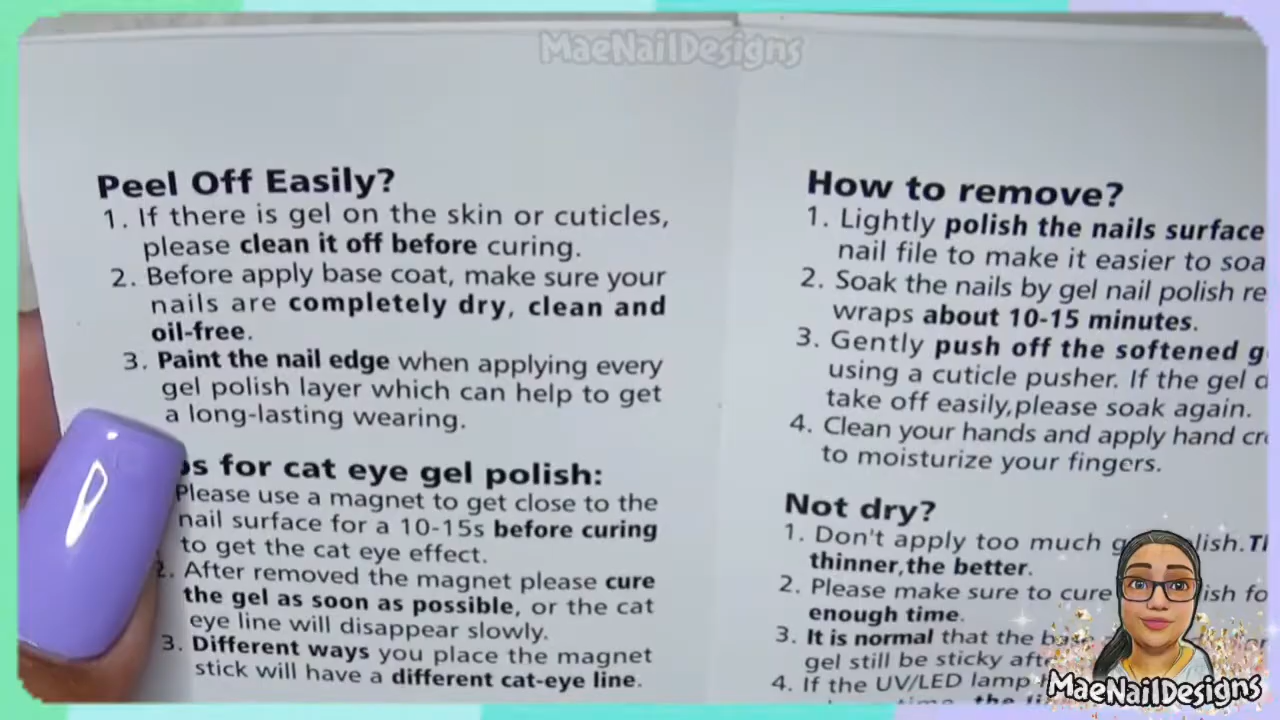 MaeNailDesigns
Peel Off Easily?
1. If there is gel on the skin or cuticles,
please clean it off before curing.
2. Before apply base coat, make sure your
nails are completely dry, clean and
oil-free.
3. Paint the nail edge when applying every
gel polish layer which can help to get
a long-lasting wearing.
for cat eye gel polish:
Please use a magnet to get close to the
nail surface for a 10-15s before curing
to get the cat eye effect.
2. After removed the magnet please cure
the gel as soon as possible, or the cat
eye line will disappear slowly.
3. Different ways you place the magnet
stick will have a different cat-eye line.
How to remove?
1. Lightly polish the nails surface
nail file to make it easier to soa
2. Soak the nails by gel nail polish re
wraps about 10-15 minutes.
3. Gently push off the softened g
using a cuticle pusher. If the gel
take off easily,please soak again.
4. Clean your hands and apply hand cr
to moisturize your fingers.
Not dry?
1. Don't apply too much
thinner,the better.
2. Please make sure to cure
enough time.
3. It is normal that the
gel still be sticky afte
4. If the UV/LED lamp
MaeNailDesigns